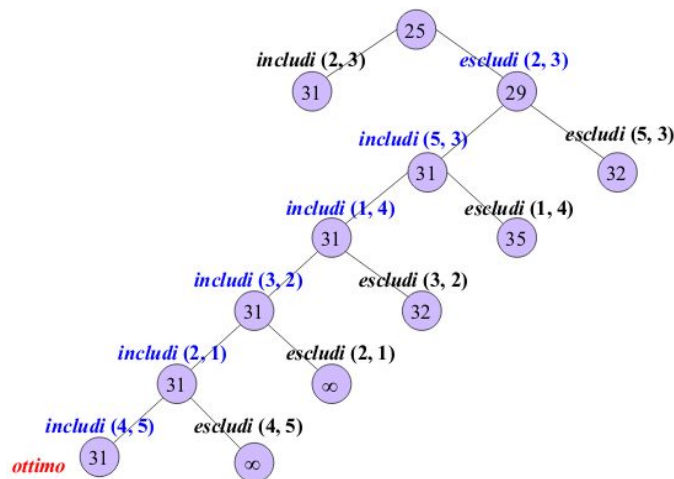 25
includi (2, 3) escludi (2, 3)
31 29
includi (5, 3) escludi (5, 3)
31 32
includi (1, 4) escludi (1, 4)
31 35
includi (3, 2) escludi (3, 2)
31 32
includi (2, 1) escludi (2, 1)
31 ∞
includi (4, 5) escludi (4, 5)
ottimo 31 ∞